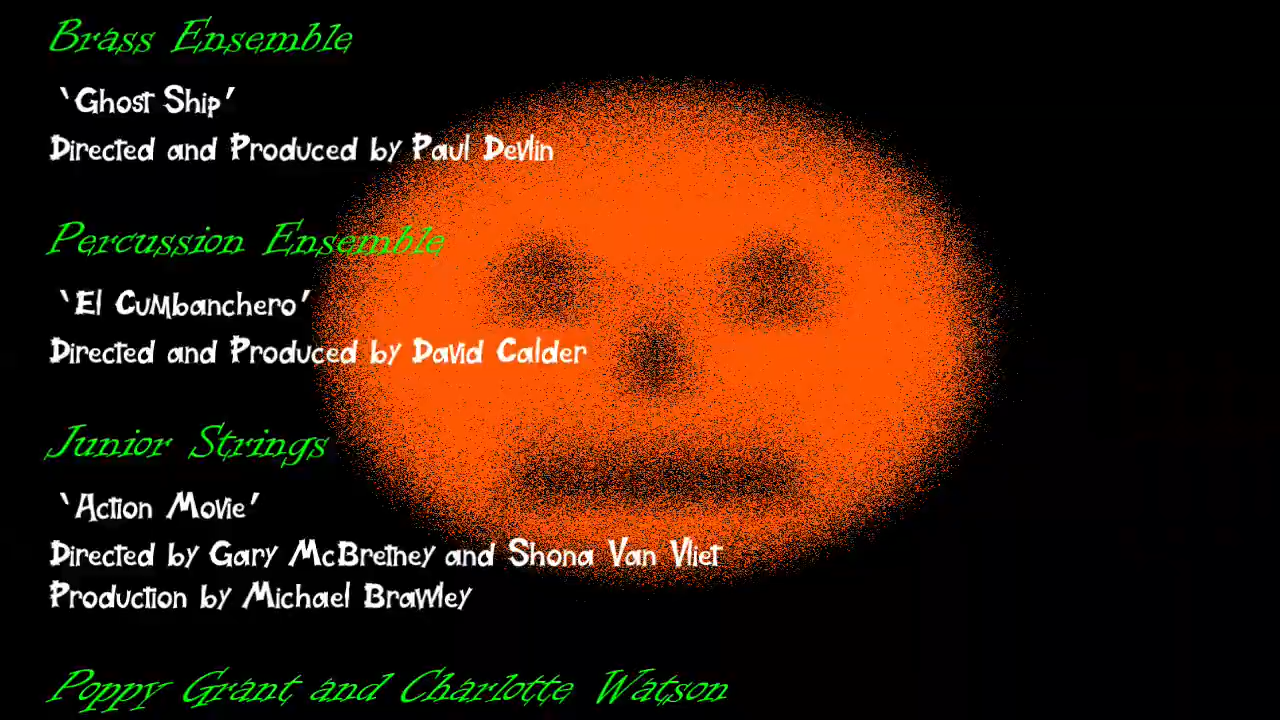 Brass Ensemble
‘Ghost Ship’
Directed and Produced by Paul Devlin
Percussion Ensemble
‘El Cumbanchero’
Directed and Produced by David Calder
Junior Strings
‘Action Movie’
Directed by Gary McBretney and Shona Van Vliet
Production by Michael Brawley
Poppy Grant and Charlotte Watson